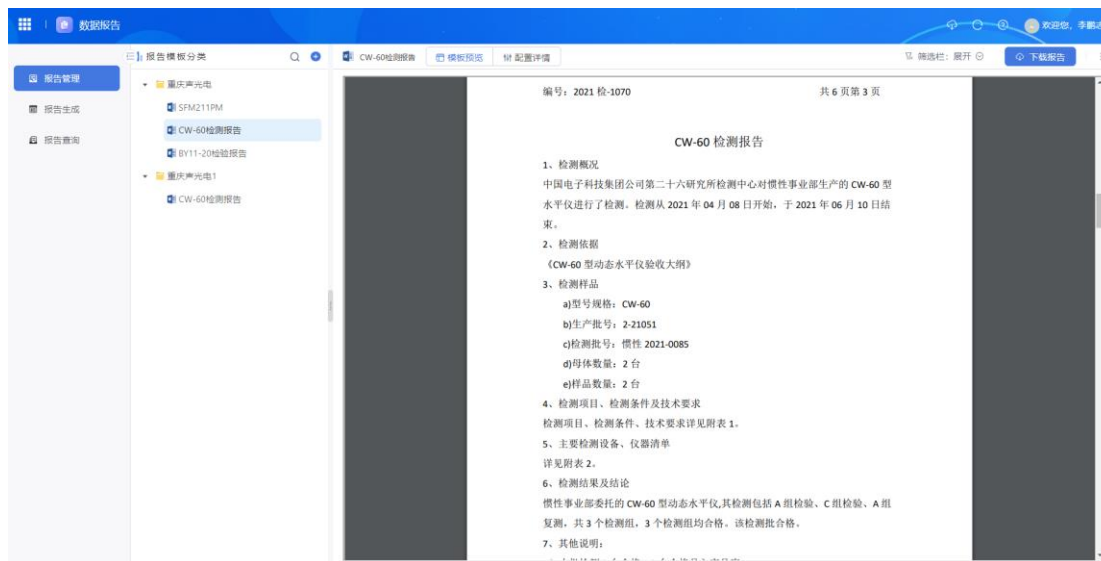 数据报告
欢迎您，李鹏
报告管理
报告生成
报告查询
报告模板分类
重庆声光电
SFM211PM
CW-60检测报告
BY11-20检验报告
重庆声光电1
CW-60检测报告
CW-60检测报告 模板预览 配置详情
筛选栏：展开 下载报告
编号：2021 检-1070 共 6 页第 3 页
CW-60 检测报告
1、检测概况
中国电子科技集团公司第二十六研究所检测中心对惯性事业部生产的 CW-60 型
水平仪进行了检测。检测从 2021 年 04 月 08 日开始，于 2021 年 06 月 10 日结
束。
2、检测依据
《CW-60 型动态水平仪验收大纲》
3、检测样品
a)型号规格：CW-60
b)生产批号：2-21051
c)检测批号：惯性 2021-0085
d)母体数量：2 台
e)样品数量：2 台
4、检测项目、检测条件及技术要求
检测项目、检测条件、技术要求详见附表 1。
5、主要检测设备、仪器清单
详见附表 2。
6、检测结果及结论
惯性事业部委托的 CW-60 型动态水平仪,其检测包括 A 组检验、C 组检验、A 组
复测，共 3 个检测组，3 个检测组均合格。该检测批合格。
7、其他说明：